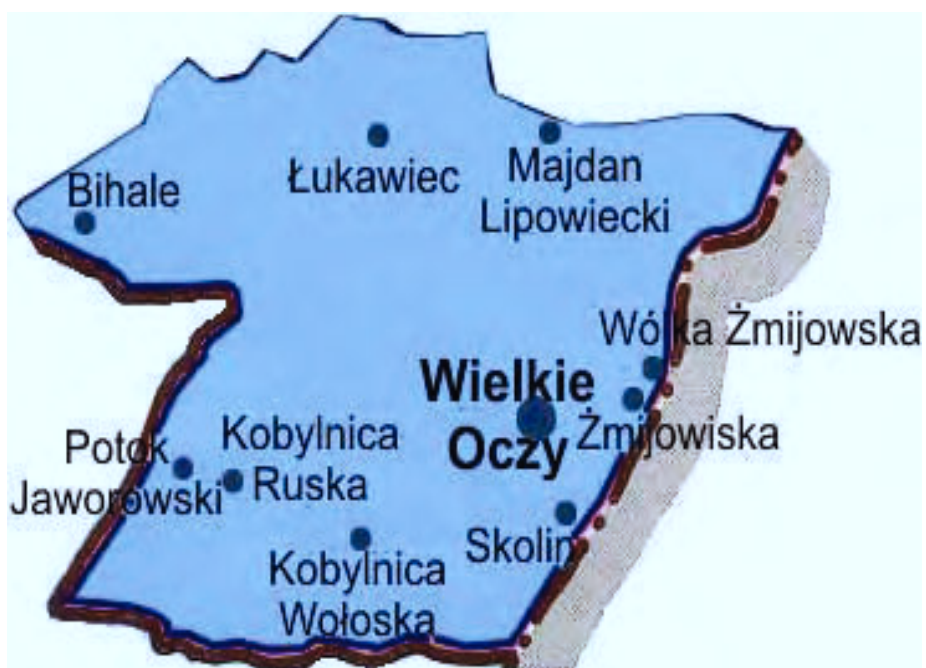 Bihale
Łukawiec
Majdan
Lipowiecki
Wólka Żmijowska
Wielkie
Oczy
Żmijowiska
Potok
Jaworowski
Kobylnica
Ruska
Skolin
Kobylnica
Wołoska